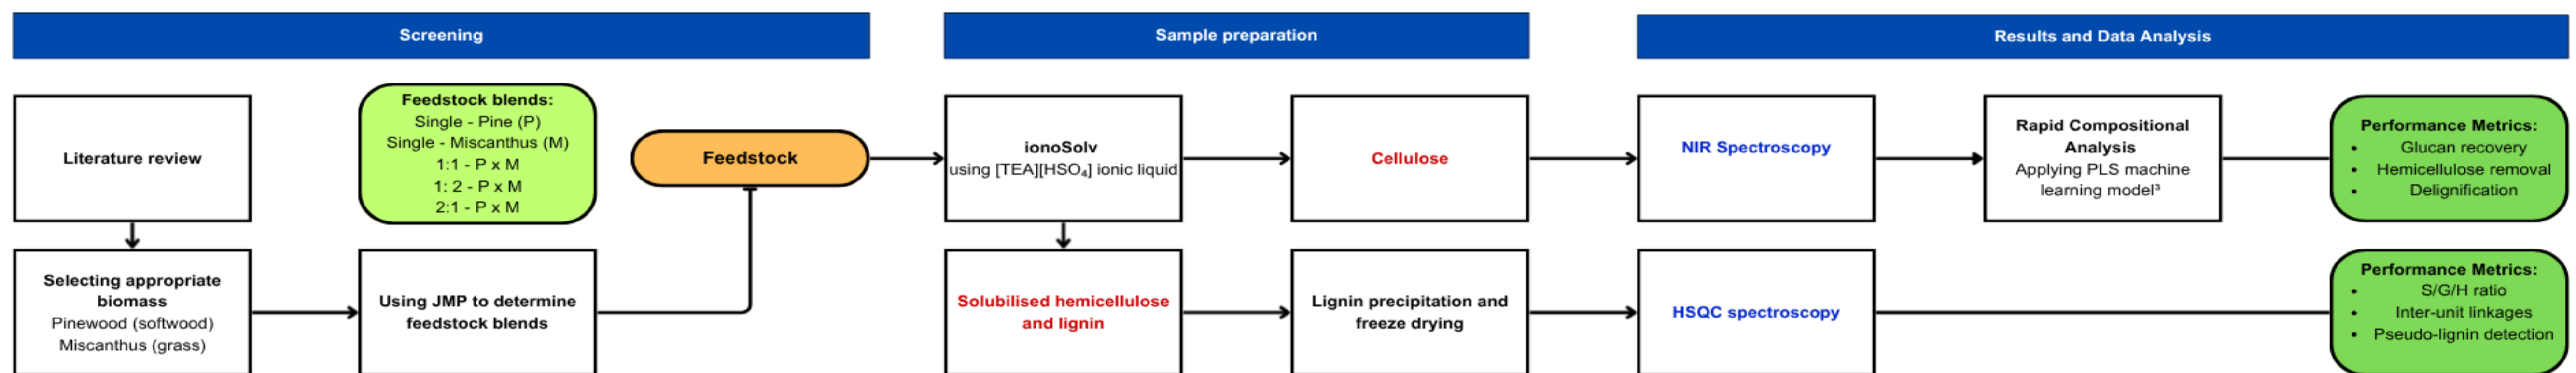 Screening
Sample preparation
Results and Data Analysis
Literature review
Feedstock blends:
Single - Pine (P)
Single - Miscanthus (M)
1:1 - P x M
1: 2 - P x M
2:1 - P x M
Feedstock
ionoSolv
using [TEA][HSO₄] ionic liquid
Cellulose
NIR Spectroscopy
Rapid Compositional
Analysis
Applying PLS machine
learning model³
Performance Metrics:
• Glucan recovery
• Hemicellulose removal
• Delignification
Selecting appropriate
biomass
Pinewood (softwood)
Miscanthus (grass)
Using JMP to determine
feedstock blends
Solubilised hemicellulose
and lignin
Lignin precipitation and
freeze drying
HSQC spectroscopy
Performance Metrics:
• S/G/H ratio
• Inter-unit linkages
• Pseudo-lignin detection